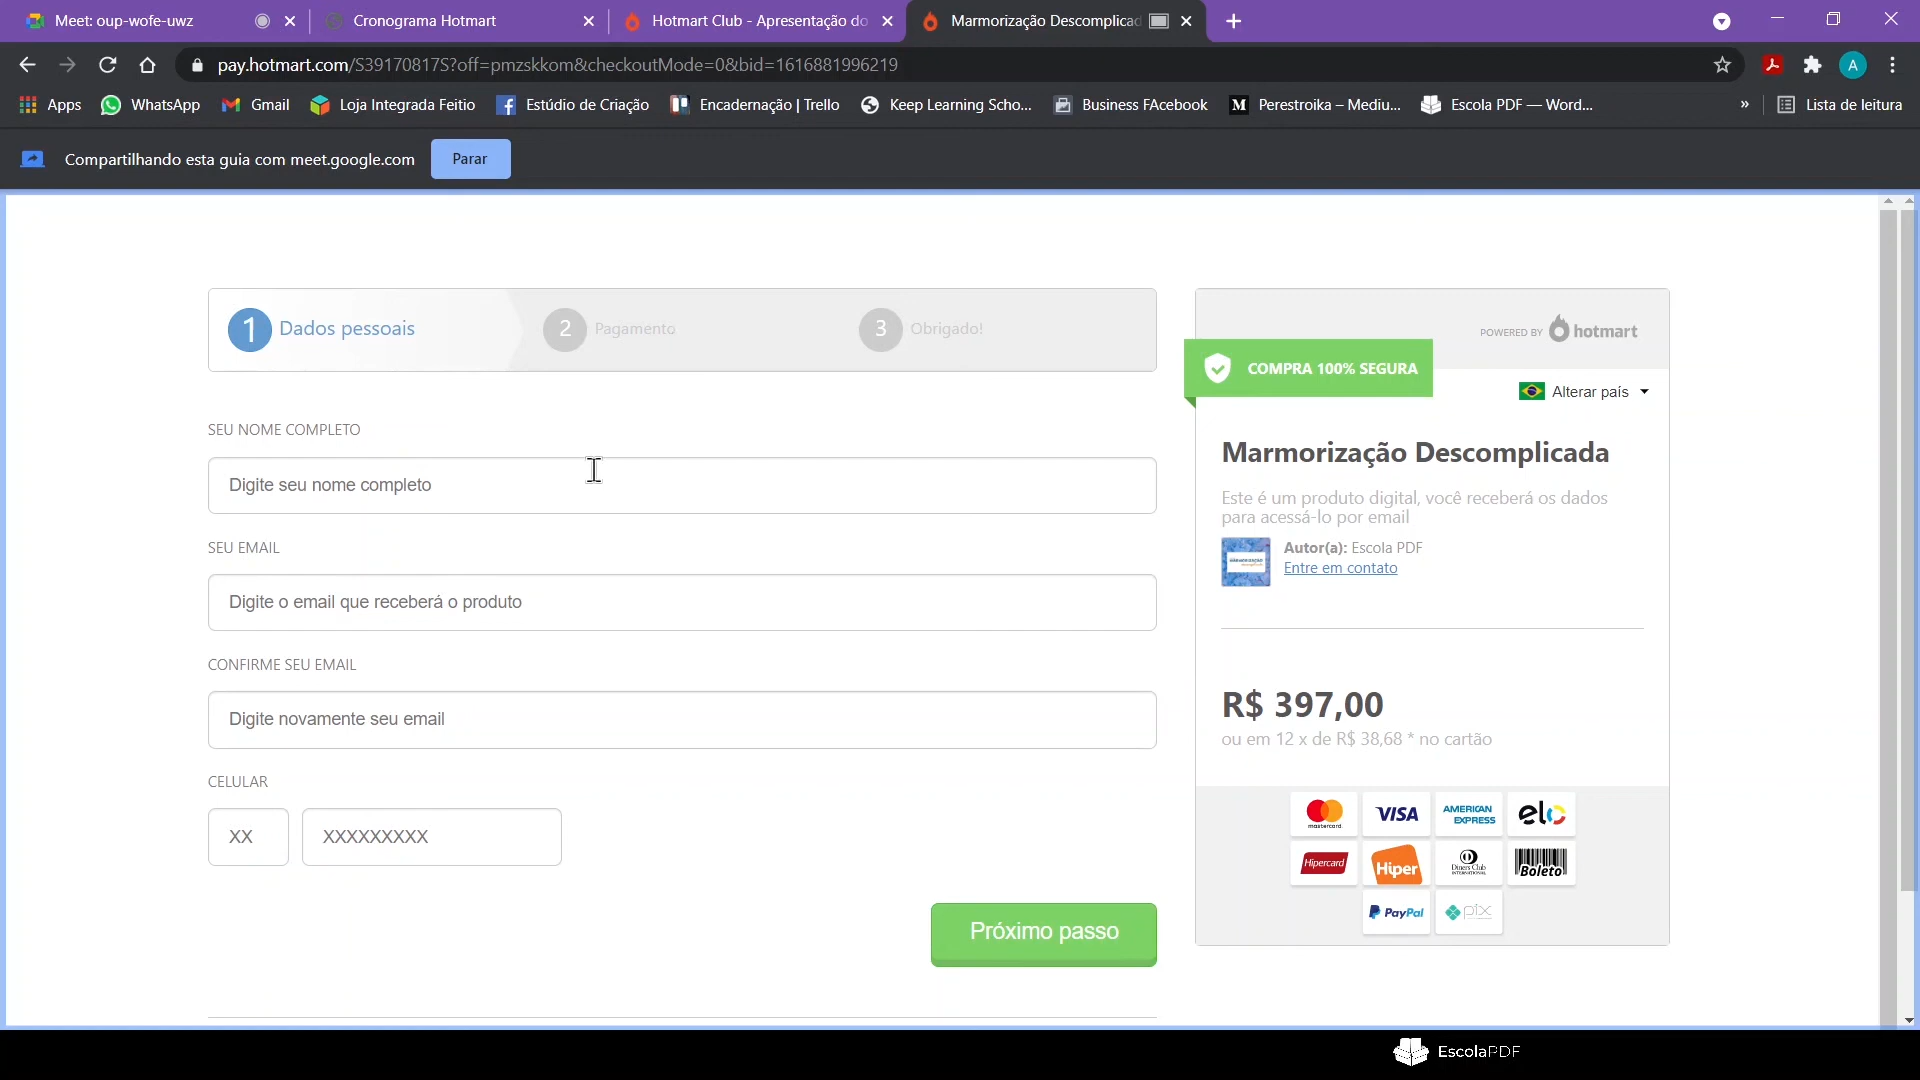 Meet: oup-wofe-uwz
Cronograma Hotmart
Hotmart Club - Apresentação do
Marmorização Descomplicad
pay.hotmart.com/S39170817S?off=pmzskkom&checkoutMode=0&bid=1616881996219
A
Apps
WhatsApp
Gmail
Loja Integrada Feitio
Estúdio de Criação
Encadernação | Trello
Keep Learning Scho...
Business FAcebook
M
Perestroika – Mediu...
Escola PDF — Word...
»
Lista de leitura
Compartilhando esta guia com meet.google.com
Parar
1 Dados pessoais
2 Pagamento
3 Obrigado!
SEU NOME COMPLETO
Digite seu nome completo
SEU EMAIL
Digite o email que receberá o produto
CONFIRME SEU EMAIL
Digite novamente seu email
CELULAR
XX
XXXXXXXXX
Próximo passo
POWERED BY hotmart
COMPRA 100% SEGURA
Alterar país
Marmorização Descomplicada
Este é um produto digital, você receberá os dados
para acessá-lo por email
Autor(a): Escola PDF
Entre em contato
R$ 397,00
ou em 12 x de R$ 38,68 * no cartão
mastercard
VISA
AMERICAN
EXPRESS
elo
Hipercard
Hiper
Diners Club
INTERNATIONAL
Boleto
PayPal
pix
EscolaPDF